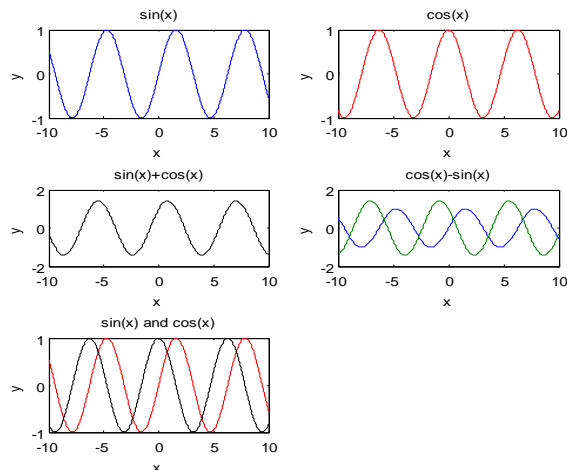 sin(x)
y
1
0
-1
-10 -5 0 5 10
x
cos(x)
y
1
0
-1
-10 -5 0 5 10
x
sin(x)+cos(x)
y
2
0
-2
-10 -5 0 5 10
x
cos(x)-sin(x)
y
2
0
-2
-10 -5 0 5 10
x
sin(x) and cos(x)
y
1
0
-1
-10 -5 0 5 10
x